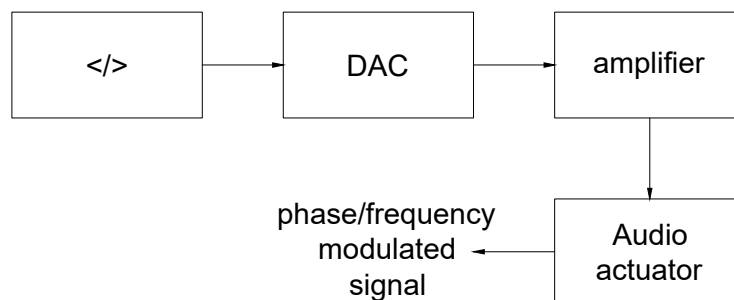 </>
DAC
amplifier
phase/frequency
modulated
signal
Audio
actuator